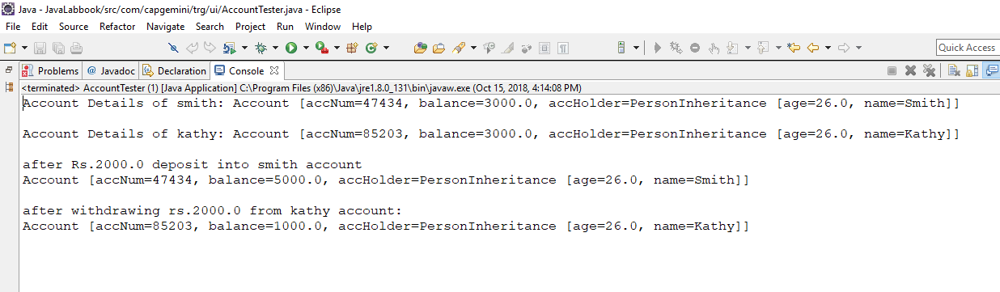 Java - JavaLabbook/src/com/capgemini/trg/ui/AccountTester.java - Eclipse
File Edit Source Refactor Navigate Search Project Run Window Help
Quick Access
Problems @ Javadoc Declaration Console
<terminated> AccountTester (1) [Java Application] C:\Program Files (x86)\Java\jre1.8.0_131\bin\javaw.exe (Oct 15, 2018, 4:14:08 PM)
Account Details of smith: Account [accNum=47434, balance=3000.0, accHolder=PersonInheritance [age=26.0, name=Smith]]
Account Details of kathy: Account [accNum=85203, balance=3000.0, accHolder=PersonInheritance [age=26.0, name=Kathy]]
after Rs.2000.0 deposit into smith account
Account [accNum=47434, balance=5000.0, accHolder=PersonInheritance [age=26.0, name=Smith]]
after withdrawing rs.2000.0 from kathy account:
Account [accNum=85203, balance=1000.0, accHolder=PersonInheritance [age=26.0, name=Kathy]]